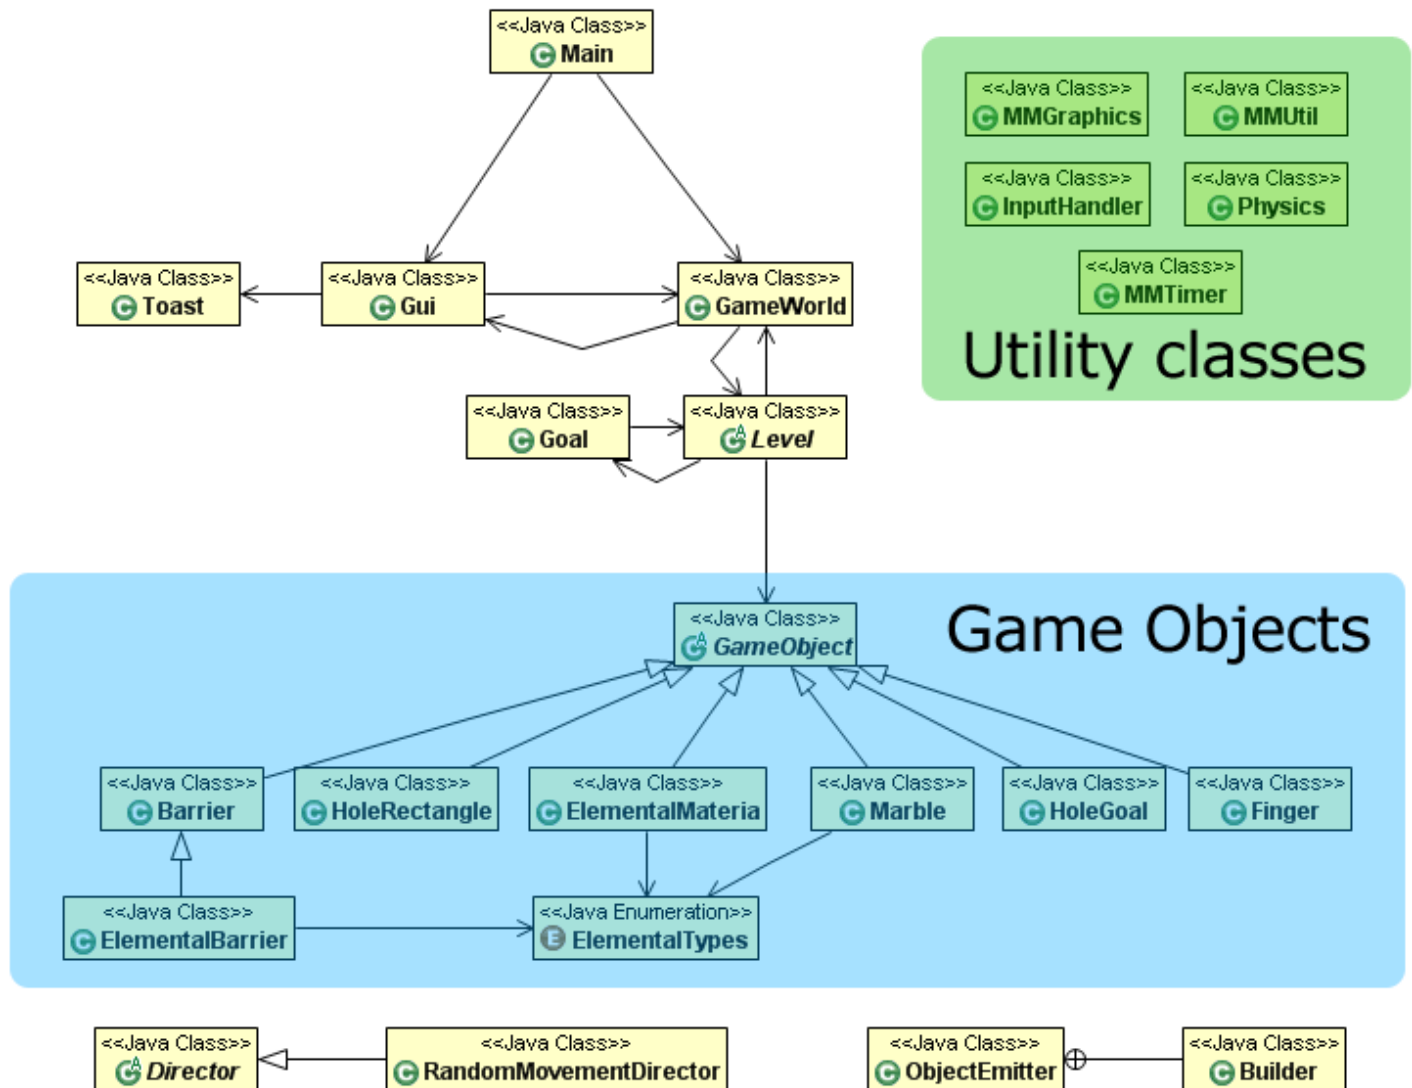 <<Java Class>>
Main
<<Java Class>>
MMGraphics
<<Java Class>>
MMUtil
<<Java Class>>
InputHandler
<<Java Class>>
Physics
<<Java Class>>
MMTimer
Utility classes
<<Java Class>>
Toast
<<Java Class>>
Gui
<<Java Class>>
GameWorld
<<Java Class>>
Goal
<<Java Class>>
Level
Game Objects
<<Java Class>>
GameObject
<<Java Class>>
Barrier
<<Java Class>>
HoleRectangle
<<Java Class>>
ElementalMateria
<<Java Class>>
Marble
<<Java Class>>
HoleGoal
<<Java Class>>
Finger
<<Java Class>>
ElementalBarrier
<<Java Enumeration>>
ElementalTypes
<<Java Class>>
Director
<<Java Class>>
RandomMovementDirector
<<Java Class>>
ObjectEmitter
<<Java Class>>
Builder